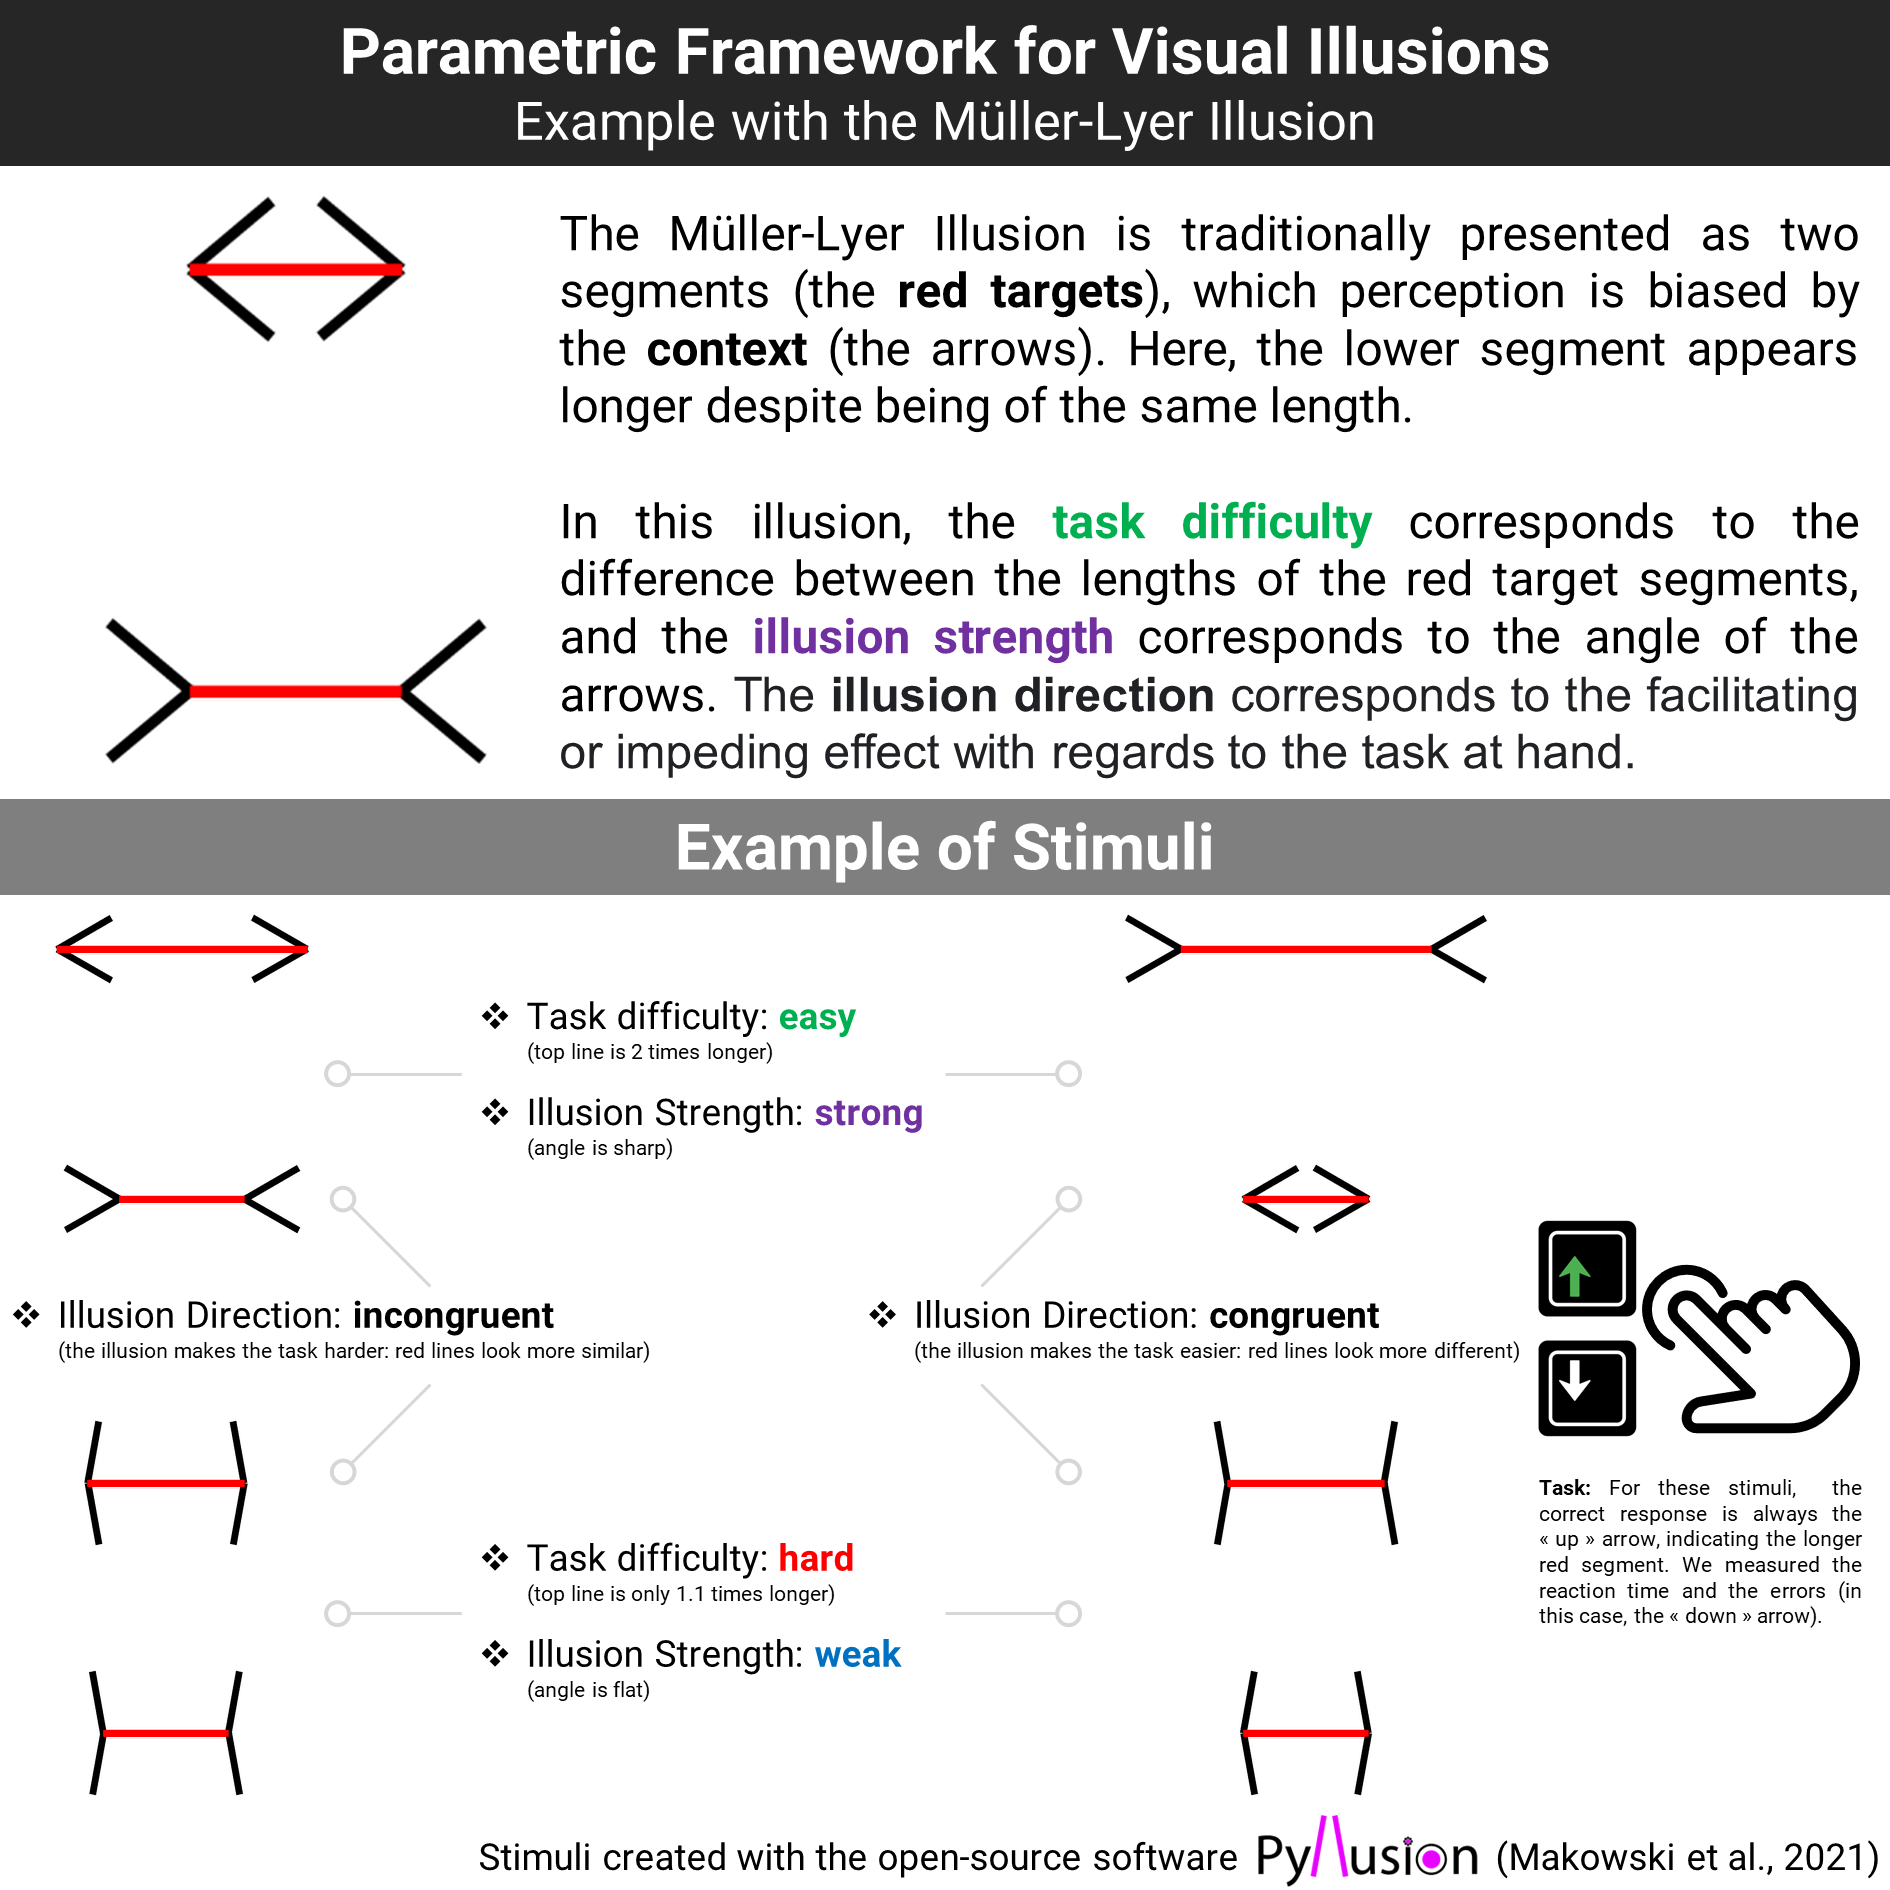 Parametric Framework for Visual Illusions
Example with the Müller-Lyer Illusion
The Müller-Lyer Illusion is traditionally presented as two
segments (the red targets), which perception is biased by
the context (the arrows). Here, the lower segment appears
longer despite being of the same length.
In this illusion, the task difficulty corresponds to the
difference between the lengths of the red target segments,
and the illusion strength corresponds to the angle of the
arrows. The illusion direction corresponds to the facilitating
or impeding effect with regards to the task at hand.
Example of Stimuli
❖ Task difficulty: easy
(top line is 2 times longer)
❖ Illusion Strength: strong
(angle is sharp)
❖ Illusion Direction: incongruent
(the illusion makes the task harder: red lines look more similar)
❖ Illusion Direction: congruent
(the illusion makes the task easier: red lines look more different)
Task: For these stimuli, the
correct response is always the
« up » arrow, indicating the longer
red segment. We measured the
reaction time and the errors (in
this case, the « down » arrow).
❖ Task difficulty: hard
(top line is only 1.1 times longer)
❖ Illusion Strength: weak
(angle is flat)
Stimuli created with the open-source software Pyllusion (Makowski et al., 2021)